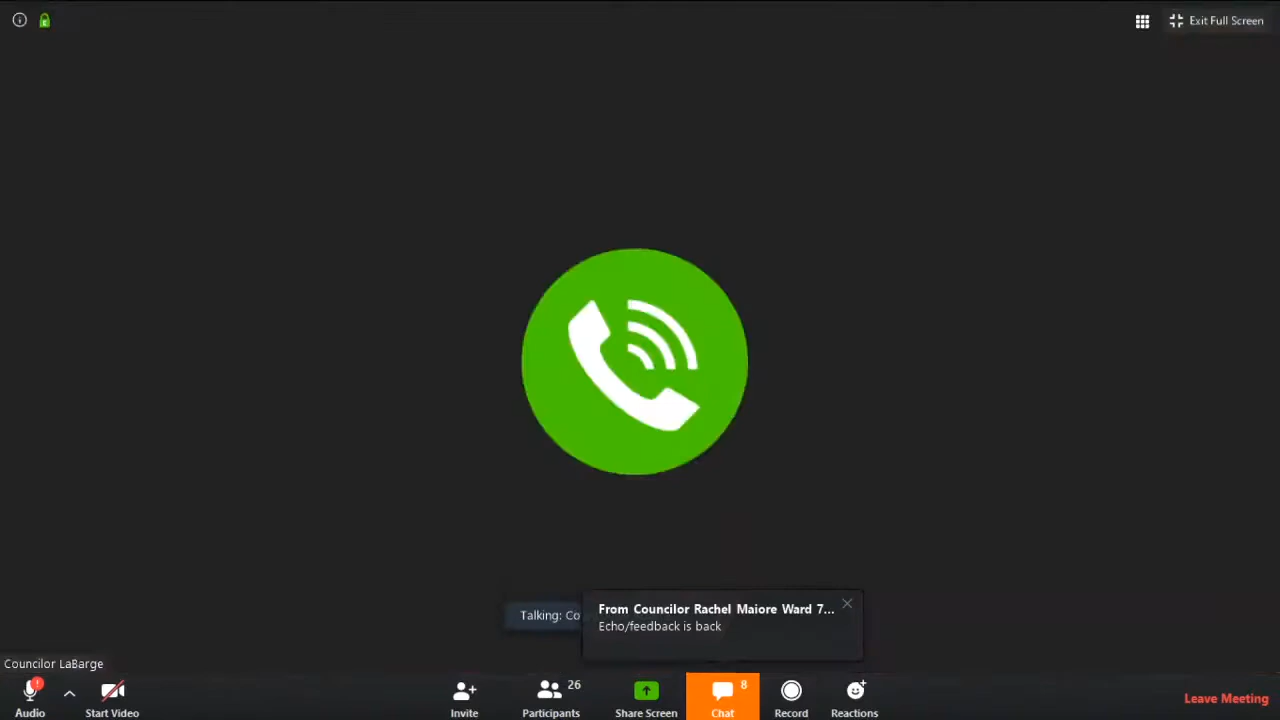 Exit Full Screen
Talking: Co
From Councilor Rachel Maiore Ward 7...
Echo/feedback is back
Councilor LaBarge
Audio
Start Video
Invite
Participants
26
Share Screen
Chat
8
Record
Reactions
Leave Meeting